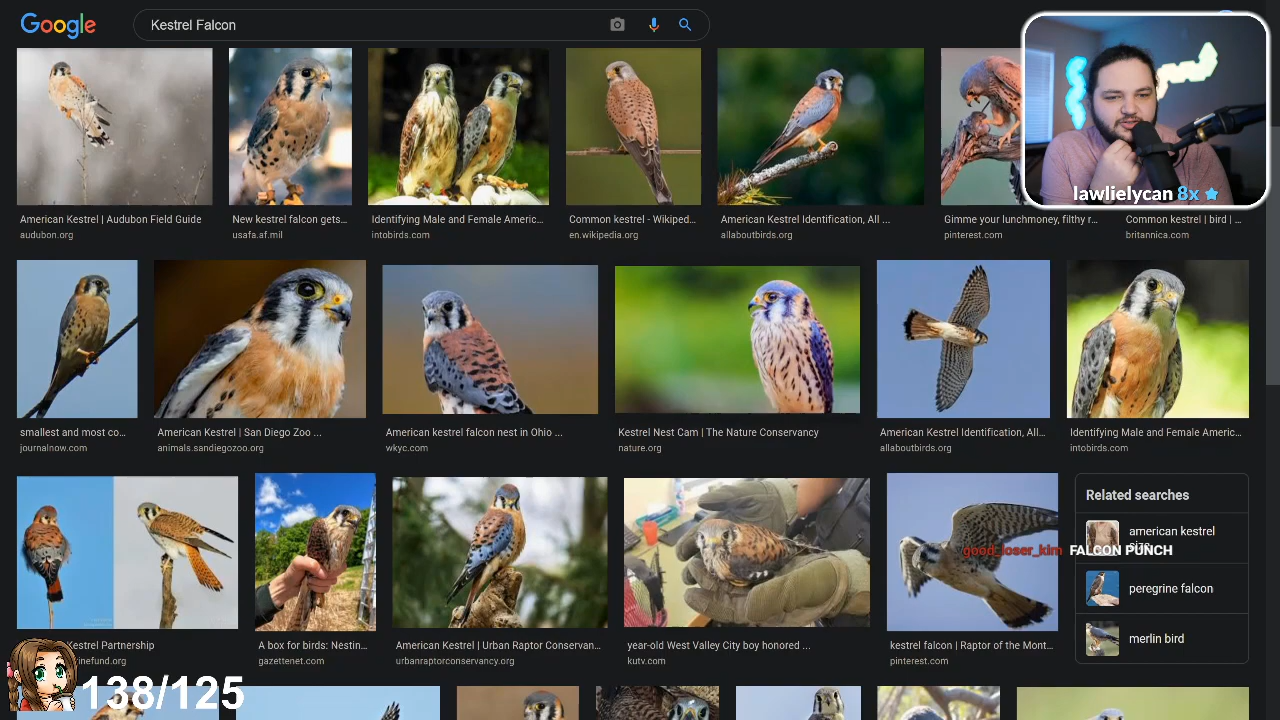 Google
Kestrel Falcon
lawlielycan 8x
American Kestrel | Audubon Field Guide
audubon.org
New kestrel falcon gets...
usafa.af.mil
Identifying Male and Female Americ...
intobirds.com
Common kestrel - Wikiped...
en.wikipedia.org
American Kestrel Identification, All ...
allaboutbirds.org
Gimme your lunchmoney, filthy r...
pinterest.com
Common kestrel | bird | ...
britannica.com
smallest and most co...
journalnow.com
American Kestrel | San Diego Zoo ...
animals.sandiegozoo.org
American kestrel falcon nest in Ohio ...
wkyc.com
Kestrel Nest Cam | The Nature Conservancy
nature.org
American Kestrel Identification, All...
allaboutbirds.org
Identifying Male and Female Americ...
intobirds.com
Related searches
american kestrel
good_loser_kim FALCON PUNCH
peregrine falcon
merlin bird
Kestrel Partnership
inefund.org
A box for birds: Nestin...
gazettenet.com
American Kestrel | Urban Raptor Conservan...
urbanraptorconservancy.org
year-old West Valley City boy honored ...
kutv.com
kestrel falcon | Raptor of the Mont...
pinterest.com
138/125